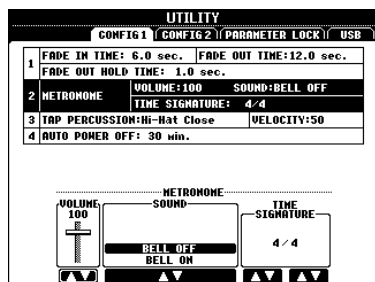 UTILITY
CONFIG 1 CONFIG 2 PARAMETER LOCK USB
1 FADE IN TIME: 6.0 sec. FADE OUT TIME:12.0 sec.
FADE OUT HOLD TIME: 1.0 sec.
2 METRONOME VOLUME:100 SOUND:BELL OFF
TIME SIGNATURE: 4/4
3 TAP PERCUSSION:Hi-Hat Close VELOCITY:50
4 AUTO POWER OFF: 30 min.
METRONOME
VOLUME SOUND TIME SIGNATURE
100
4/4
BELL OFF
BELL ON